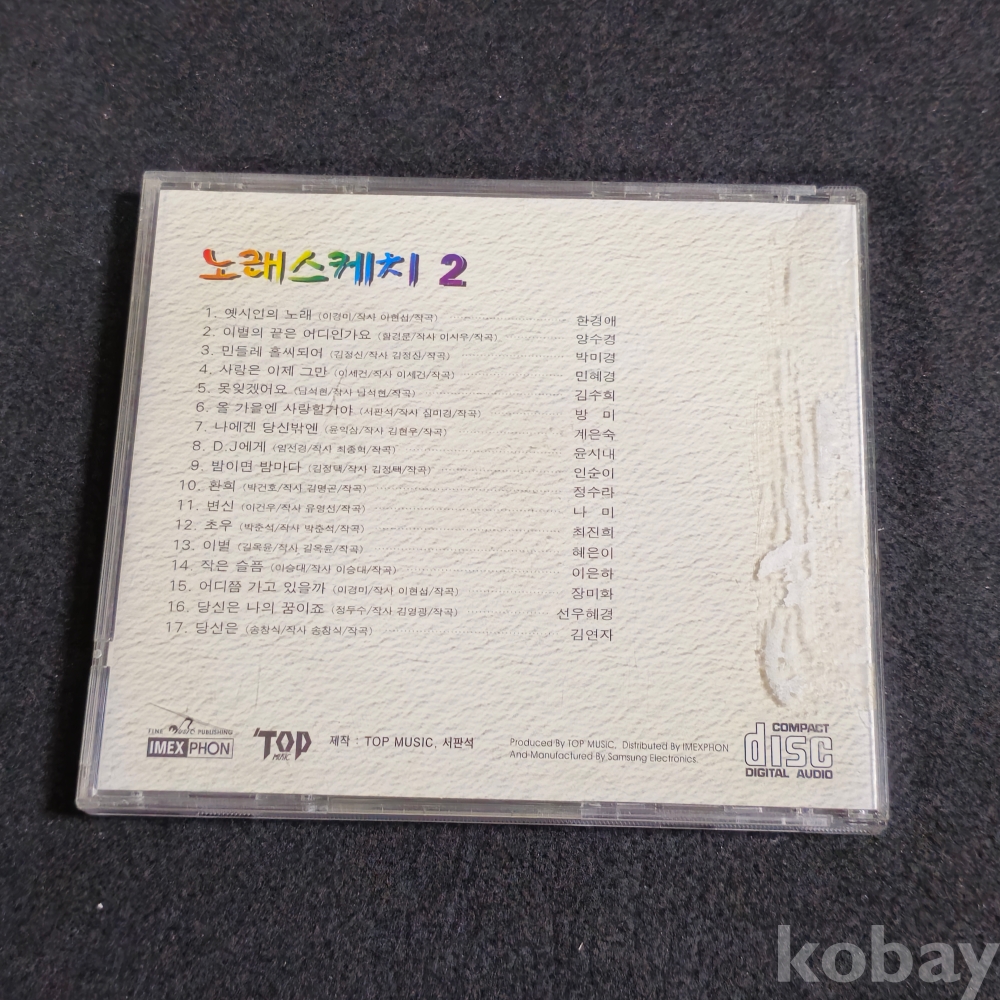 노래스케치 2
1. 옛시인의 노래 (이경미/작사 이현섭/작곡) 한경애
2. 이별의 끝은 어디인가요 (함경문/작사 이시우/작곡) 양수경
3. 민들레 홀씨되어 (김정신/작사 김정신/작곡) 박미경
4. 사랑은 이제 그만 (이세건/작사 이세건/작곡) 민혜경
5. 못잊겠어요 (남석현/작사 남석현/작곡) 김수희
6. 올 가을엔 사랑할거야 (서판석/작사 심미경/작곡) 방 미
7. 나에겐 당신밖엔 (윤익삼/작사 김현우/작곡) 계은숙
8. D.J에게 (임선경/작사 최종혁/작곡) 윤시내
9. 밤이면 밤마다 (김정택/작사 김정택/작곡) 인순이
10. 환희 (박건호/작사 김명곤/작곡) 정수라
11. 변신 (이건우/작사 유영선/작곡) 나 미
12. 초우 (박춘석/작사 박춘석/작곡) 최진희
13. 이별 (길옥윤/작사 길옥윤/작곡) 혜은이
14. 작은 슬픔 (이승대/작사 이승대/작곡) 이은하
15. 어디쯤 가고 있을까 (이경미/작사 이현섭/작곡) 장미화
16. 당신은 나의 꿈이죠 (정두수/작사 김영광/작곡) 선우혜경
17. 당신은 (송창식/작사 송창식/작곡) 김연자
PUBLISHING
IMEX PHON
TOP MUSIC
제작 : TOP MUSIC, 서판석
Produced By TOP MUSIC, Distributed By IMEXPHON
And Manufactured By Samsung Electronics.
COMPACT
disc
DIGITAL AUDIO
kobay